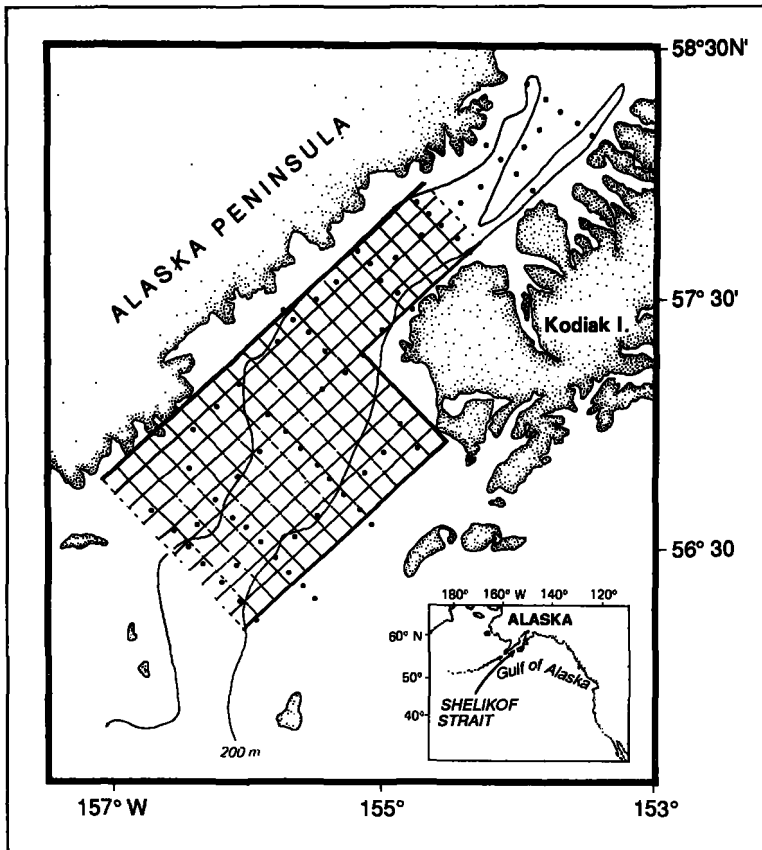 58°30N'
ALASKA PENINSULA
57° 30'
Kodiak I.
56° 30
180° 160° W 140° 120°
ALASKA
60° N
Gulf of Alaska
50°
SHELIKOF
STRAIT
40°
200 m
157° W 155° 153°